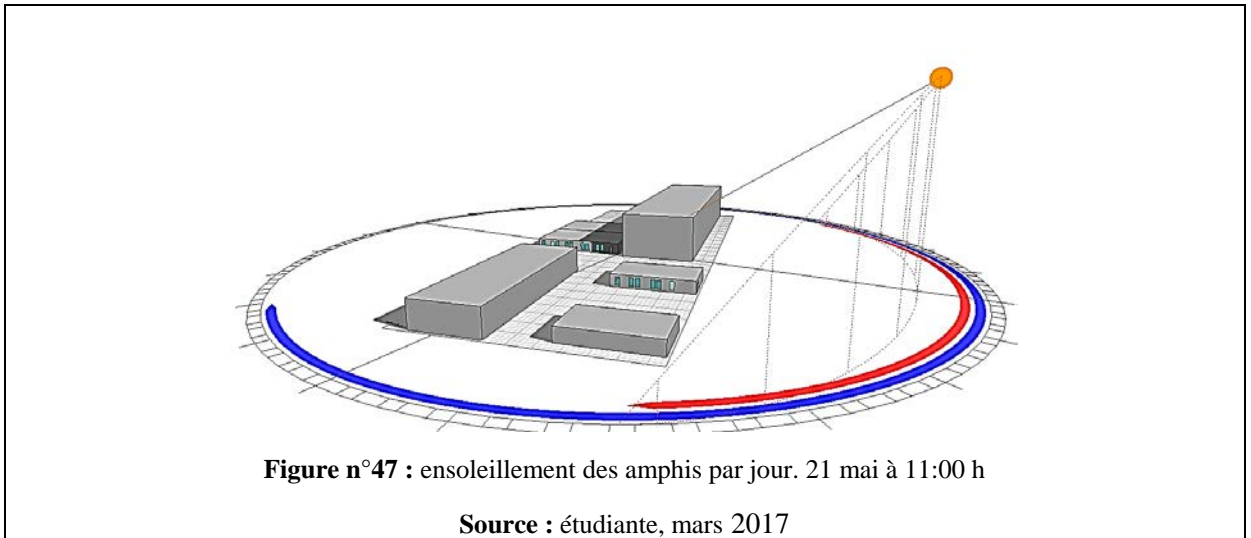 Figure n°47 : ensoleillement des amphis par jour. 21 mai à 11:00 h
Source : étudiante, mars 2017